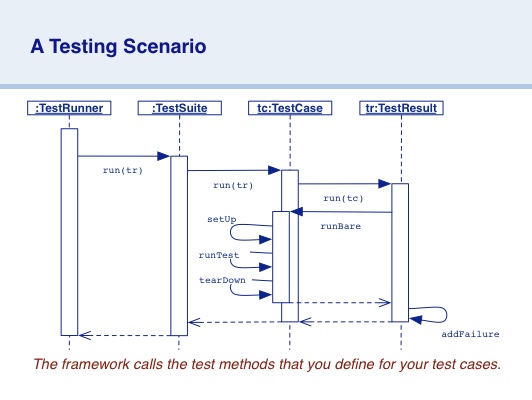 A Testing Scenario
:TestRunner :TestSuite tc:TestCase tr:TestResult
run(tr)
run(tr)
run(tc)
setUp
runBare
runTest
tearDown
addFailure
The framework calls the test methods that you define for your test cases.